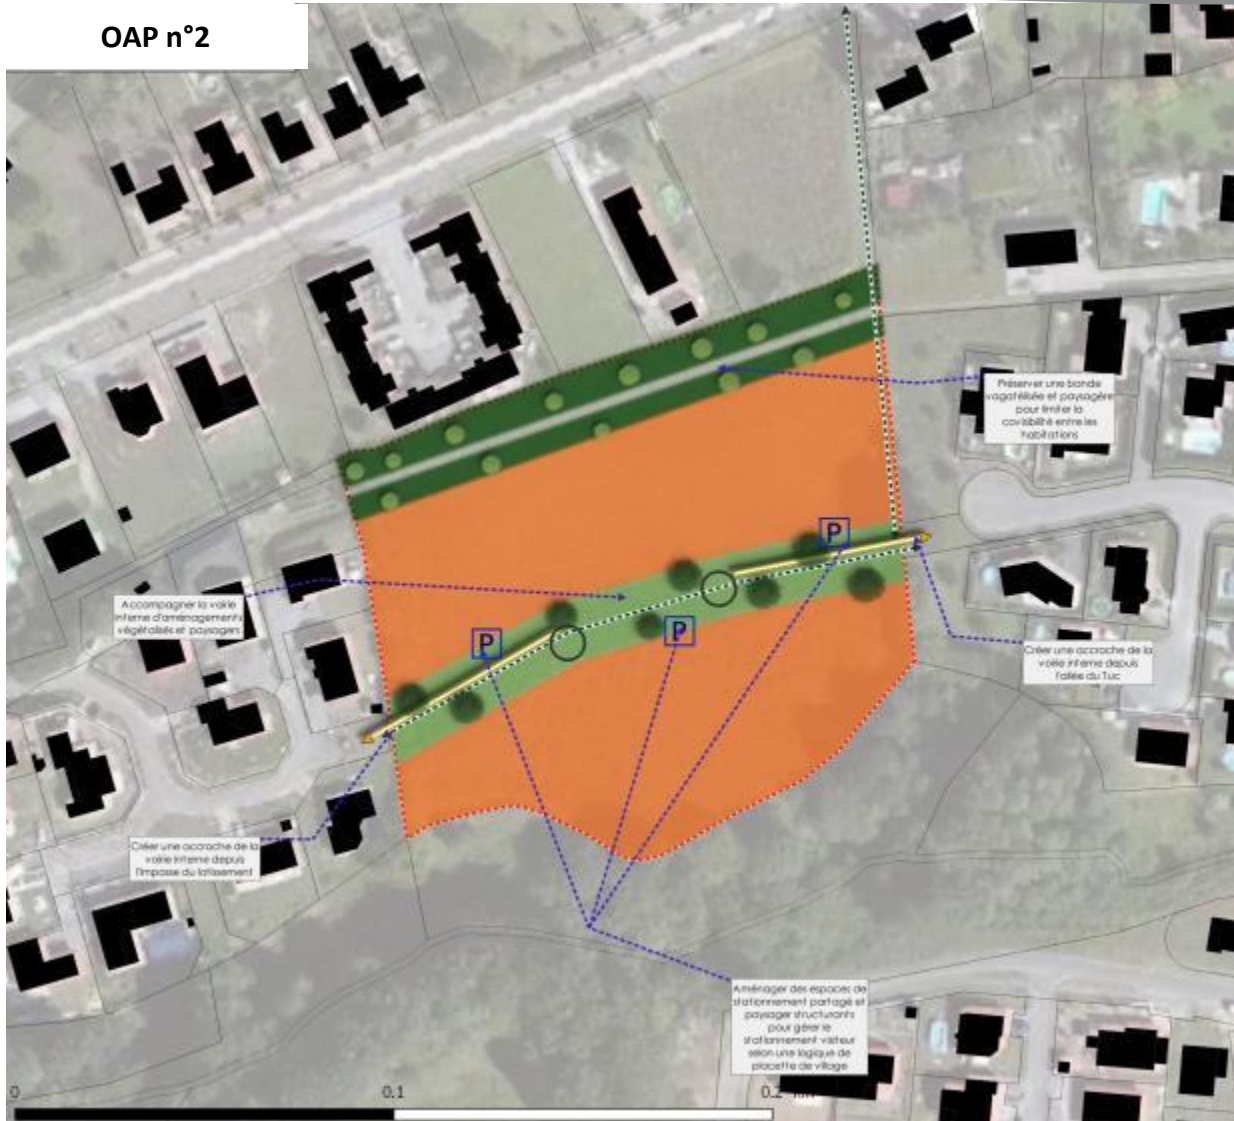 OAP n°2
Préserver une bande
végétalisée et paysagère
pour limiter la
covisibilité entre les
habitations
P
P
P
Accompagner la voirie
interne d'aménagements
végétalisés et paysagers
Créer une accroche de la
voirie interne depuis
l'allée du Tuc
Créer une accroche de la
voirie interne depuis
l'impasse du lotissement
Aménager des espaces de
stationnement partagé et
paysager structurants
pour gérer le
stationnement visiteur
selon une logique de
placette de village
0
0.1
0.2